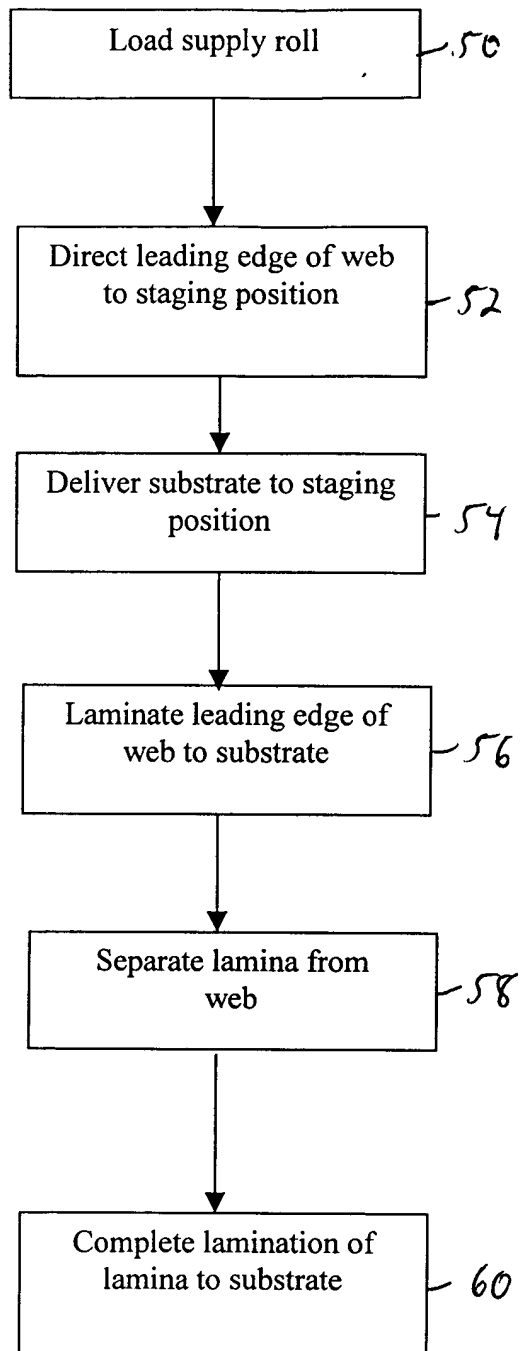 Load supply roll
50
Direct leading edge of web
to staging position
52
Deliver substrate to staging
position
54
Laminate leading edge of
web to substrate
56
Separate lamina from
web
58
Complete lamination of
lamina to substrate
60